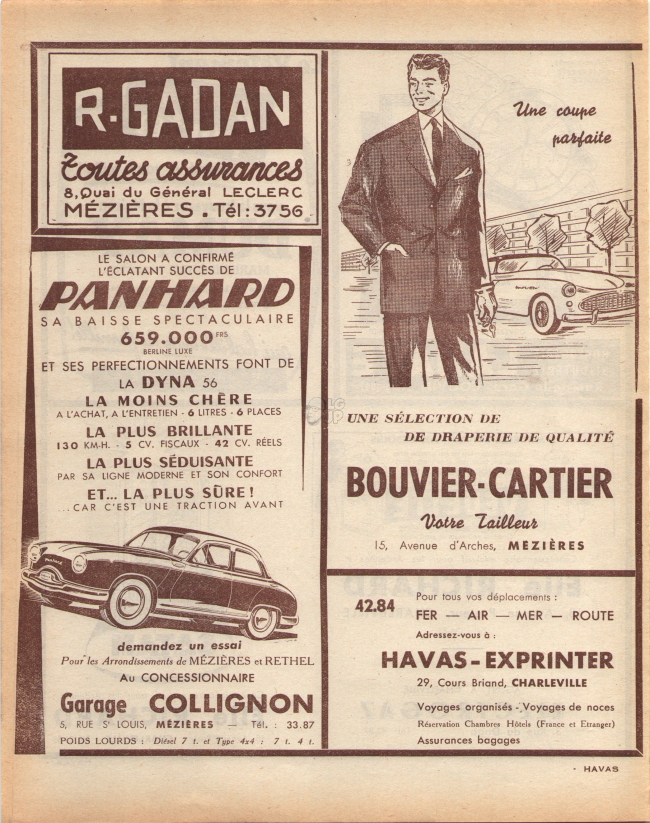 R. GADAN
Toutes assurances
8, Quai du Général LECLERC
MÉZIÈRES . Tél : 3756
LE SALON A CONFIRMÉ
L'ÉCLATANT SUCCÈS DE
PANHARD
SA BAISSE SPECTACULAIRE
659.000 FRS
BERLINE LUXE
ET SES PERFECTIONNEMENTS FONT DE
LA DYNA 56
LA MOINS CHÈRE
A L'ACHAT, A L'ENTRETIEN - 6 LITRES - 6 PLACES
LA PLUS BRILLANTE
130 KM-H. - 5 CV. FISCAUX - 42 CV. RÉELS
LA PLUS SÉDUISANTE
PAR SA LIGNE MODERNE ET SON CONFORT
ET... LA PLUS SÛRE !
...CAR C'EST UNE TRACTION AVANT
demandez un essai
Pour les Arrondissements de MÉZIÈRES et RETHEL
AU CONCESSIONNAIRE
Garage COLLIGNON
5, RUE St LOUIS, MÉZIÈRES — Tél. : 33.87
POIDS LOURDS : Diésel 7 t. et Type 4x4 : 7 t. 4 t.
Une coupe
parfaite
UNE SÉLECTION DE
DE DRAPERIE DE QUALITÉ
BOUVIER-CARTIER
Votre Tailleur
15, Avenue d'Arches, MÉZIÈRES
42.84
Pour tous vos déplacements :
FER — AIR — MER — ROUTE
Adressez-vous à :
HAVAS-EXPRINTER
29, Cours Briand, CHARLEVILLE
Voyages organisés - Voyages de noces
Réservation Chambres Hôtels (France et Etranger)
Assurances bagages
- HAVAS